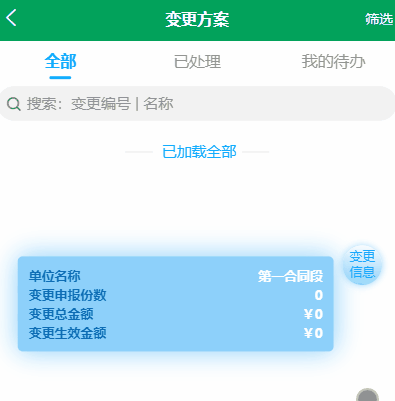 变更方案 筛选
全部 已处理 我的待办
搜索：变更编号 | 名称
已加载全部
变更
信息
单位名称 第一合同段
变更申报份数 0
变更总金额 ￥0
变更生效金额 ￥0